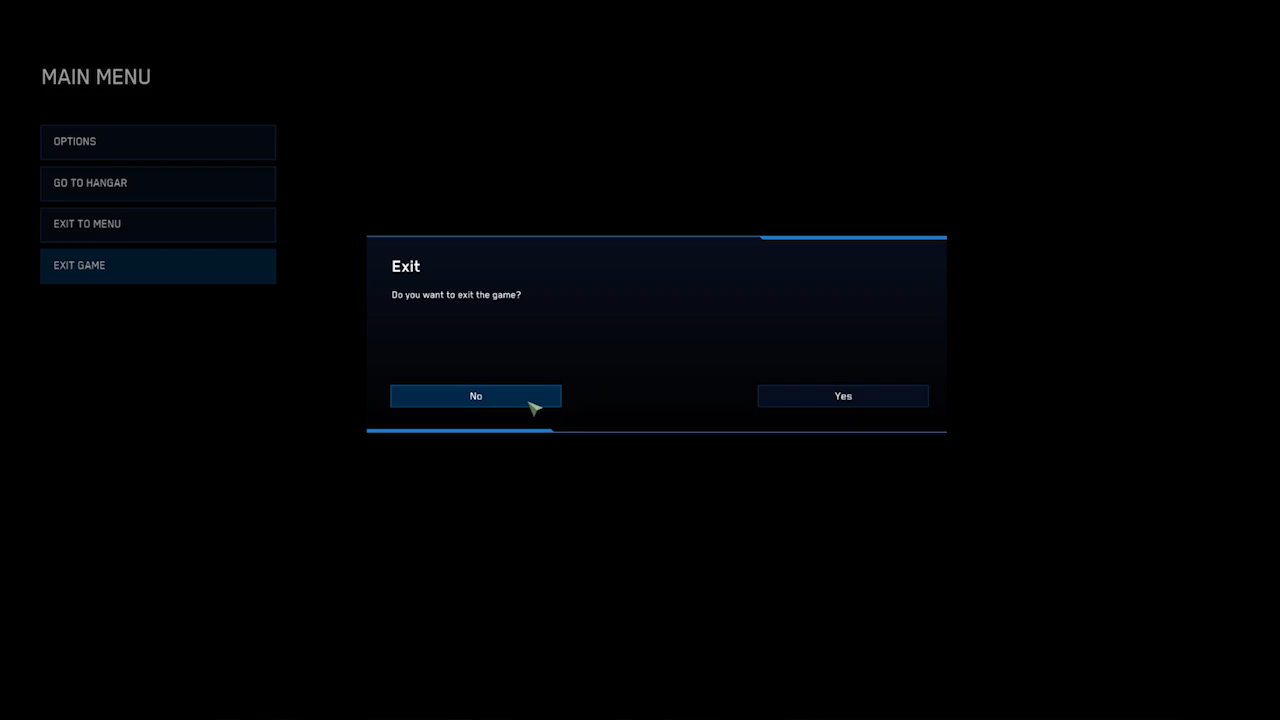 MAIN MENU
OPTIONS
GO TO HANGAR
EXIT TO MENU
EXIT GAME
Exit
Do you want to exit the game?
No
Yes